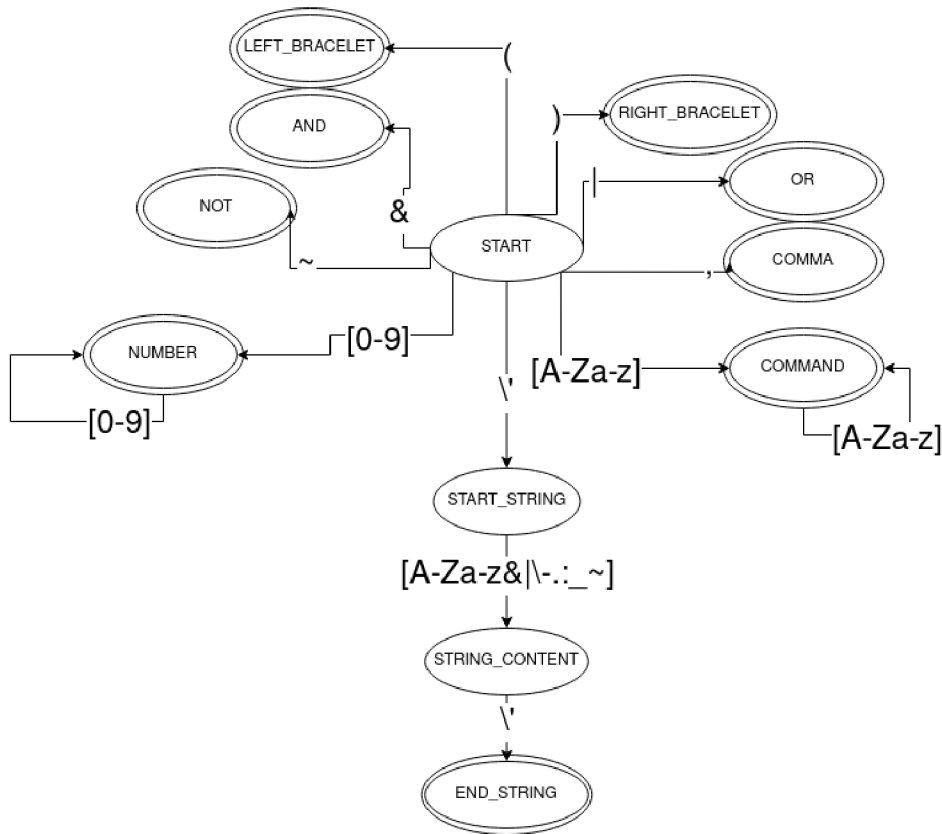 LEFT_BRACELET
(
)
RIGHT_BRACELET
AND
|
OR
NOT
&
START
~
,
COMMA
NUMBER
[0-9]
[A-Za-z]
COMMAND
\'
[0-9]
[A-Za-z]
START_STRING
[A-Za-z&|\-.:_~]
STRING_CONTENT
\'
END_STRING